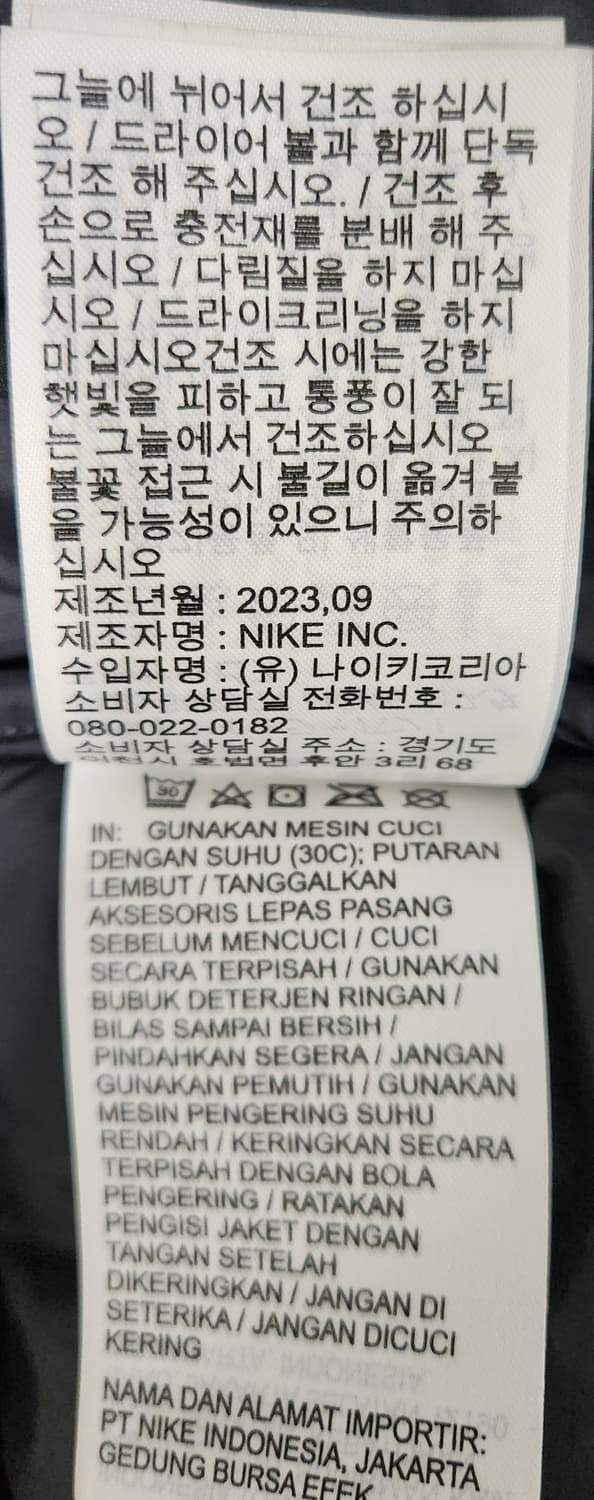 그늘에 뉘어서 건조 하십시
오 / 드라이어 볼과 함께 단독
건조 해 주십시오. / 건조 후
손으로 충전재를 분배 해 주
십시오 / 다림질을 하지 마십
시오 / 드라이크리닝을 하지
마십시오건조 시에는 강한
햇빛을 피하고 통풍이 잘 되
는 그늘에서 건조하십시오
불꽃 접근 시 불길이 옮겨 붙
을 가능성이 있으니 주의하
십시오
제조년월 : 2023,09
제조자명 : NIKE INC.
수입자명 : (유) 나이키코리아
소비자 상담실 전화번호 :
080-022-0182
소비자 상담실 주소 : 경기도
호법면 후안 3리 68
30
IN: GUNAKAN MESIN CUCI
DENGAN SUHU (30C); PUTARAN
LEMBUT / TANGGALKAN
AKSESORIS LEPAS PASANG
SEBELUM MENCUCI / CUCI
SECARA TERPISAH / GUNAKAN
BUBUK DETERJEN RINGAN /
BILAS SAMPAI BERSIH /
PINDAHKAN SEGERA / JANGAN
GUNAKAN PEMUTIH / GUNAKAN
MESIN PENGERING SUHU
RENDAH / KERINGKAN SECARA
TERPISAH DENGAN BOLA
PENGERING / RATAKAN
PENGISI JAKET DENGAN
TANGAN SETELAH
DIKERINGKAN / JANGAN DI
SETERIKA / JANGAN DICUCI
KERING
NAMA DAN ALAMAT IMPORTIR:
PT NIKE INDONESIA, JAKARTA
GEDUNG BURSA EFEK